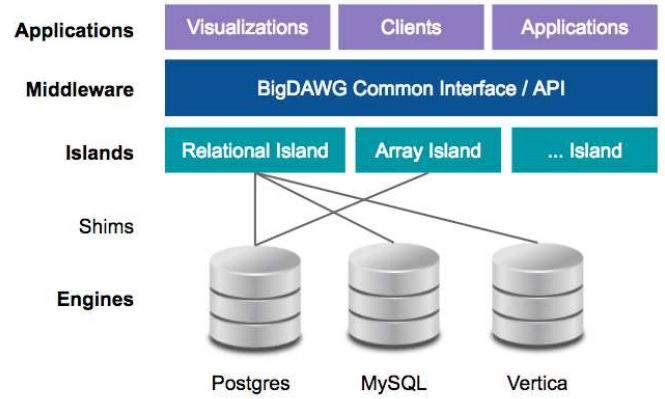 Applications
Visualizations
Clients
Applications
Middleware
BigDAWG Common Interface / API
Islands
Relational Island
Array Island
... Island
Shims
Engines
Postgres
MySQL
Vertica